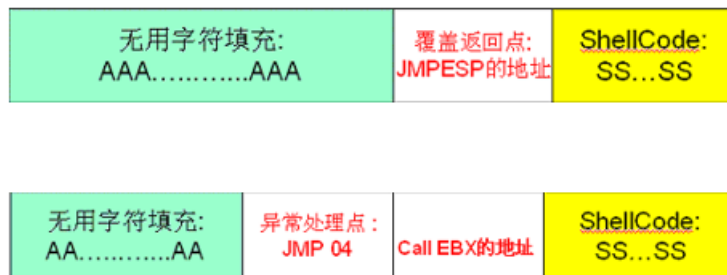 无用字符填充:
AAA…..…...AAA
覆盖返回点:
JMPESP的地址
ShellCode:
SS…SS
无用字符填充:
AA…..…...AA
异常处理点：
JMP 04
Call EBX的地址
ShellCode:
SS…SS